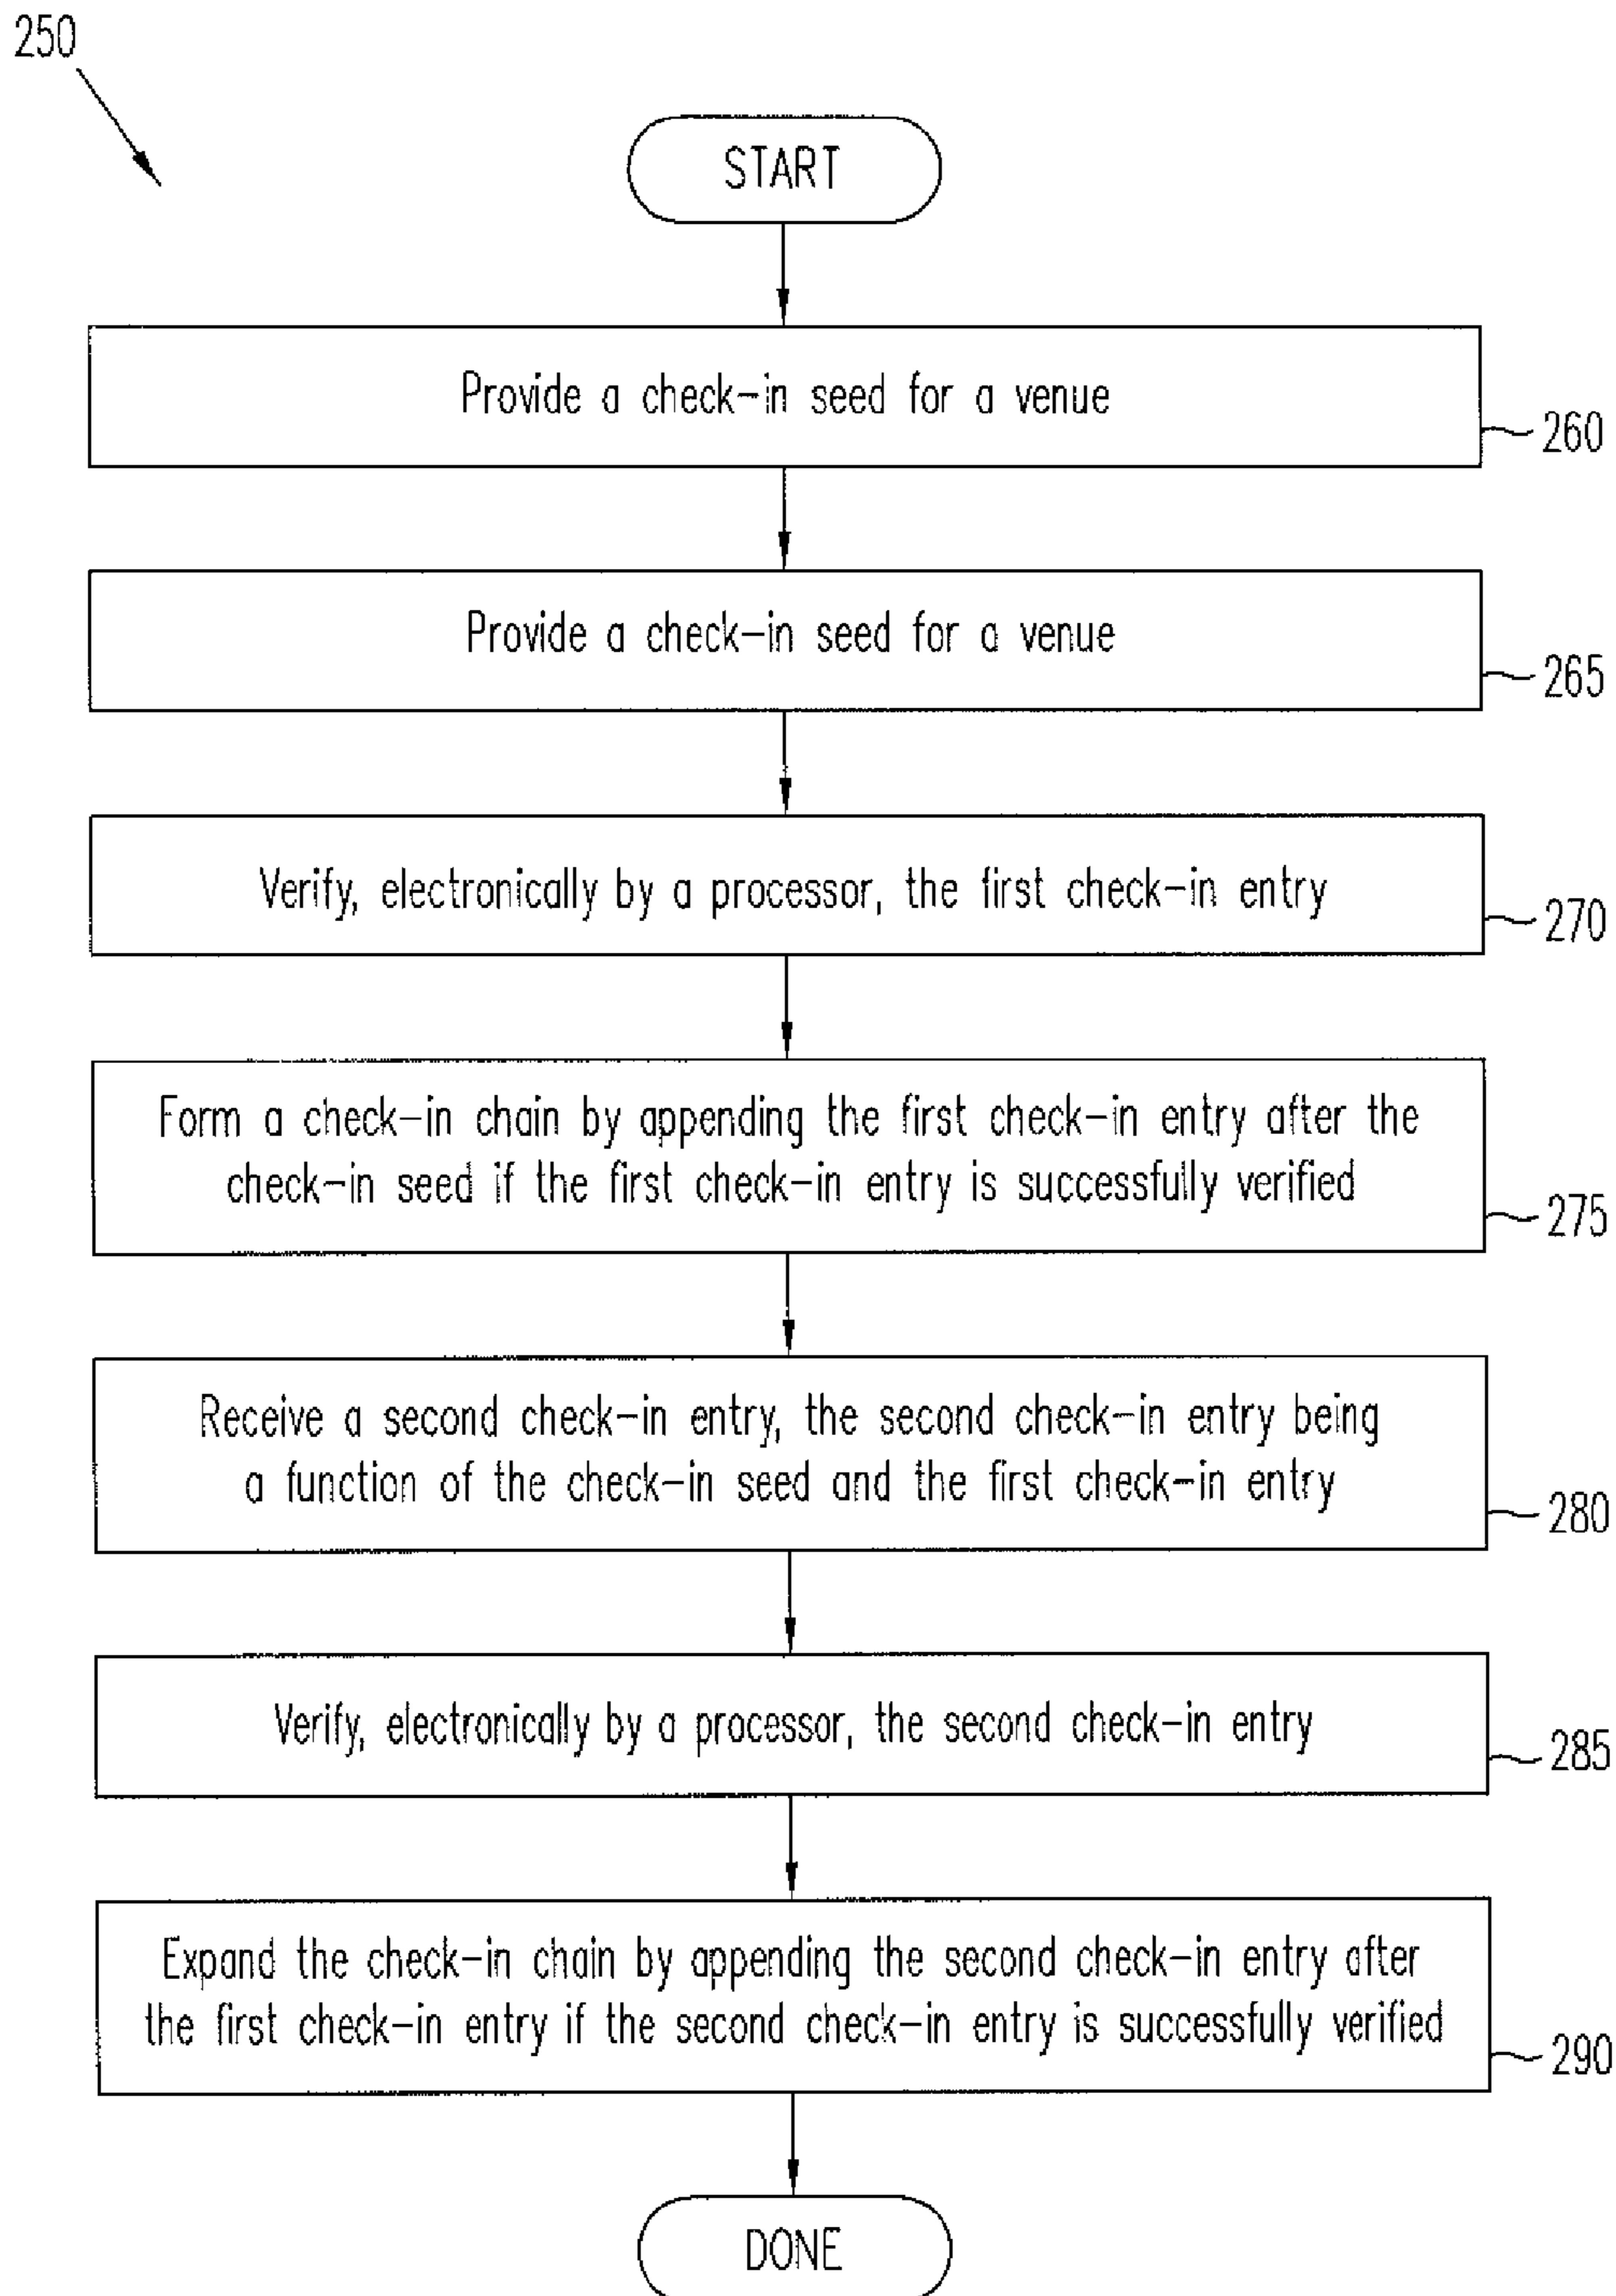 250
START
Provide a check-in seed for a venue
260
Provide a check-in seed for a venue
265
Verify, electronically by a processor, the first check-in entry
270
Form a check-in chain by appending the first check-in entry after the
check-in seed if the first check-in entry is successfully verified
275
Receive a second check-in entry, the second check-in entry being
a function of the check-in seed and the first check-in entry
280
Verify, electronically by a processor, the second check-in entry
285
Expand the check-in chain by appending the second check-in entry after
the first check-in entry if the second check-in entry is successfully verified
290
DONE